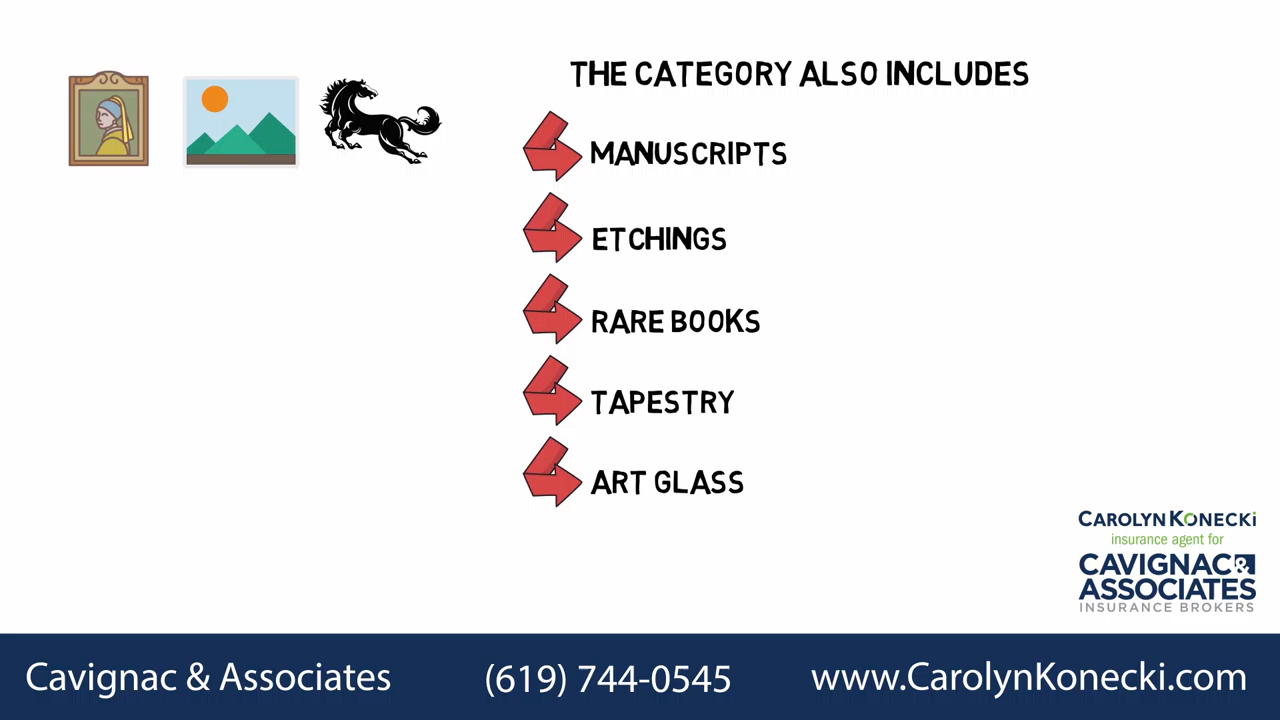 THE CATEGORY ALSO INCLUDES
MANUSCRIPTS
ETCHINGS
RARE BOOKS
TAPESTRY
ART GLASS
CAROLYN KONECKi
insurance agent for
CAVIGNAC &
ASSOCIATES
INSURANCE BROKERS
Cavignac & Associates (619) 744-0545 www.CarolynKonecki.com